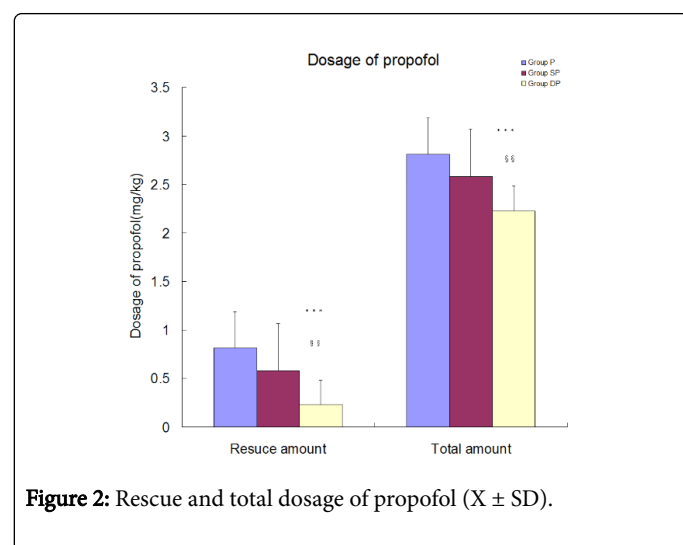 Dosage of propofol
Group P
Group SP
Group DP
Dosage of propofol(mg/kg)
3.5
3
2.5
2
1.5
1
0.5
0
***
§§
***
§§
Resuce amount
Total amount
Figure 2: Rescue and total dosage of propofol (X ± SD).